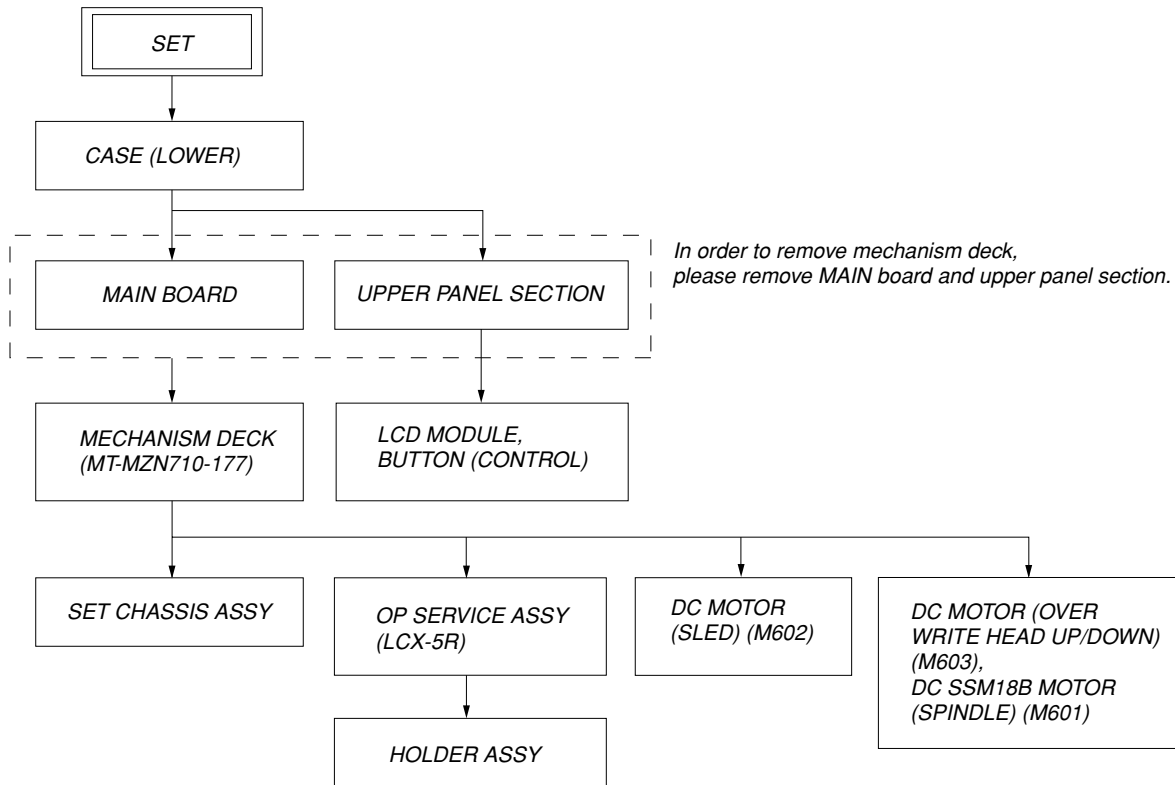 SET
CASE (LOWER)
MAIN BOARD
UPPER PANEL SECTION
In order to remove mechanism deck,
please remove MAIN board and upper panel section.
MECHANISM DECK
(MT-MZN710-177)
LCD MODULE,
BUTTON (CONTROL)
SET CHASSIS ASSY
OP SERVICE ASSY
(LCX-5R)
DC MOTOR
(SLED) (M602)
DC MOTOR (OVER
WRITE HEAD UP/DOWN)
(M603),
DC SSM18B MOTOR
(SPINDLE) (M601)
HOLDER ASSY